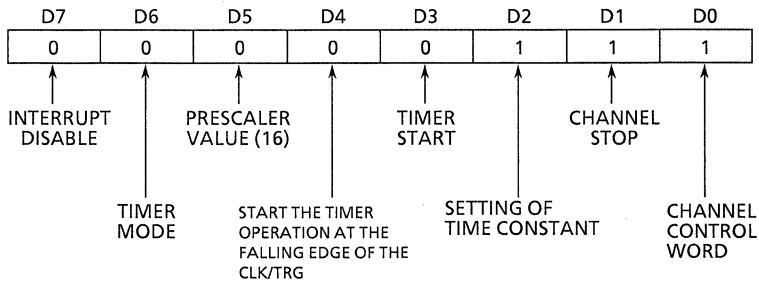 D7 D6 D5 D4 D3 D2 D1 D0
0 0 0 0 0 1 1 1
INTERRUPT
DISABLE
PRESCALER
VALUE (16)
TIMER
START
CHANNEL
STOP
TIMER
MODE
START THE TIMER
OPERATION AT THE
FALLING EDGE OF THE
CLK/TRG
SETTING OF
TIME CONSTANT
CHANNEL
CONTROL
WORD